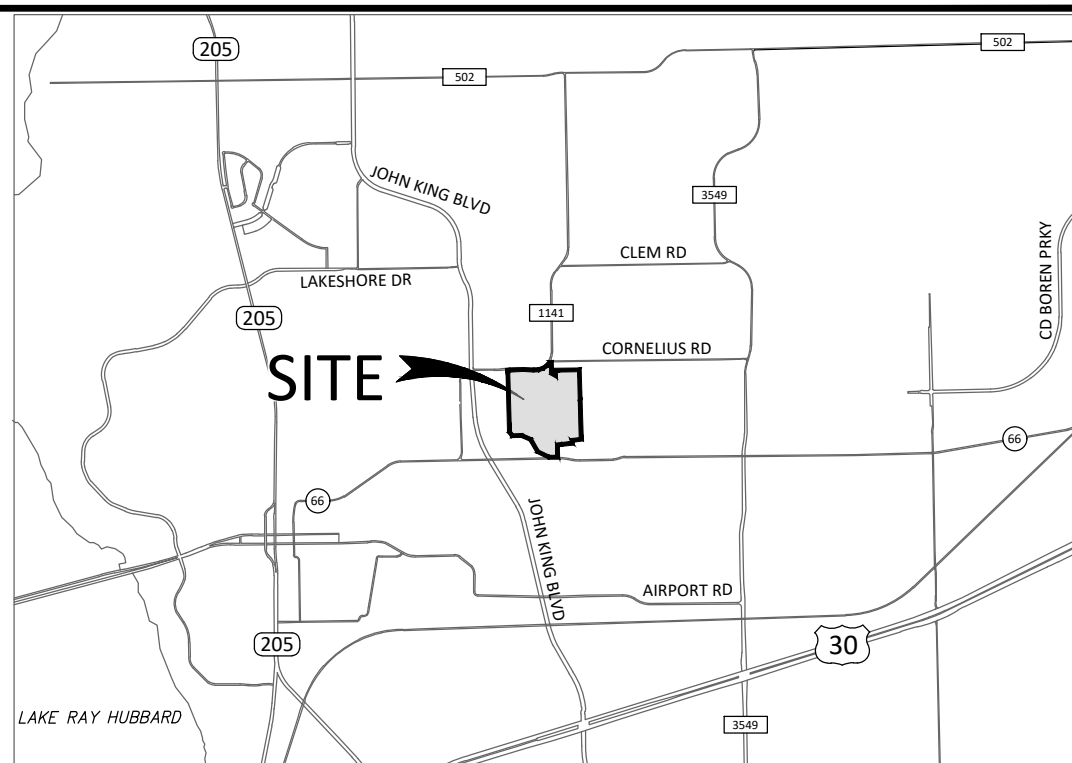 205
502
502
JOHN KING BLVD
3549
CD BOREN PRKY
CLEM RD
LAKESHORE DR
1141
205
CORNELIUS RD
SITE
66
66
JOHN KING BLVD
AIRPORT RD
205
30
LAKE RAY HUBBARD
3549